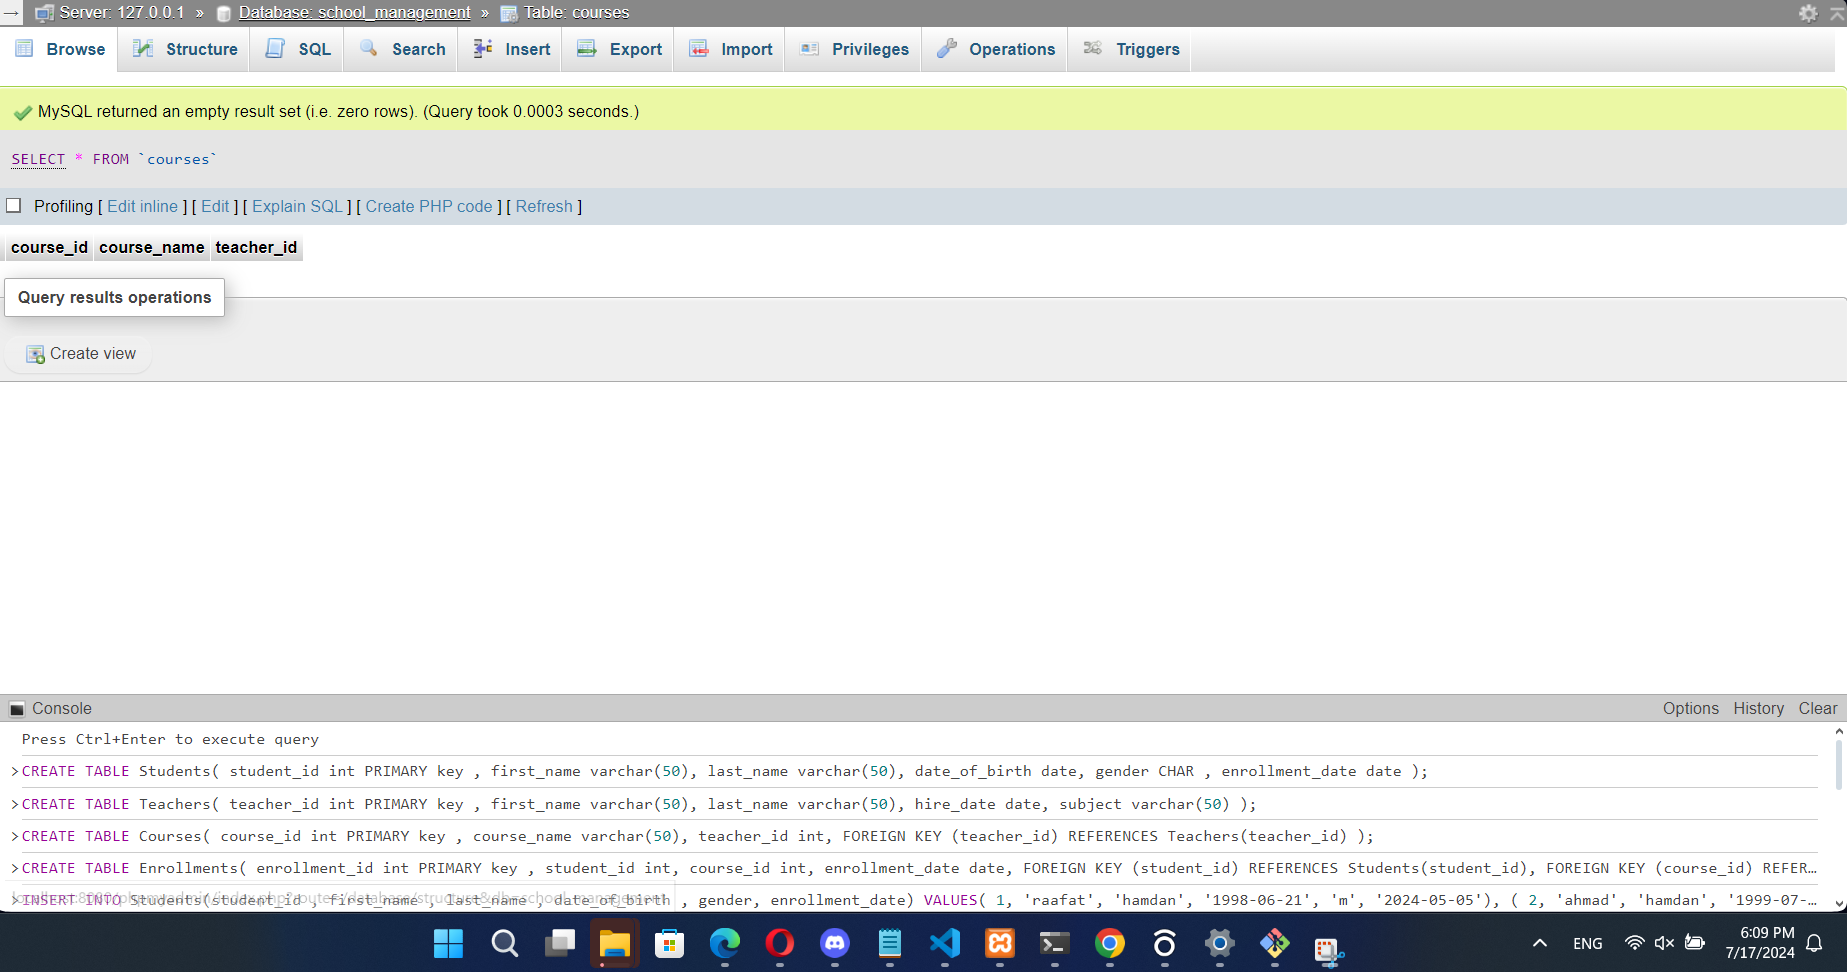 Server: 127.0.0.1 » Database: school_management » Table: courses
Browse Structure SQL Search Insert Export Import Privileges Operations Triggers
MySQL returned an empty result set (i.e. zero rows). (Query took 0.0003 seconds.)
SELECT * FROM `courses`
Profiling [ Edit inline ] [ Edit ] [ Explain SQL ] [ Create PHP code ] [ Refresh ]
course_id course_name teacher_id
Query results operations
Create view
Console Options History Clear
Press Ctrl+Enter to execute query
>CREATE TABLE Students( student_id int PRIMARY key , first_name varchar(50), last_name varchar(50), date_of_birth date, gender CHAR , enrollment_date date );
>CREATE TABLE Teachers( teacher_id int PRIMARY key , first_name varchar(50), last_name varchar(50), hire_date date, subject varchar(50) );
>CREATE TABLE Courses( course_id int PRIMARY key , course_name varchar(50), teacher_id int, FOREIGN KEY (teacher_id) REFERENCES Teachers(teacher_id) );
>CREATE TABLE Enrollments( enrollment_id int PRIMARY key , student_id int, course_id int, enrollment_date date, FOREIGN KEY (student_id) REFERENCES Students(student_id), FOREIGN KEY (course_id) REFER…
>INSERT INTO Students(student_id , first_name , last_name , date_of_birth , gender, enrollment_date) VALUES( 1, 'raafat', 'hamdan', '1998-06-21', 'm', '2024-05-05'), ( 2, 'ahmad', 'hamdan', '1999-07-…
ENG
6:09 PM
7/17/2024